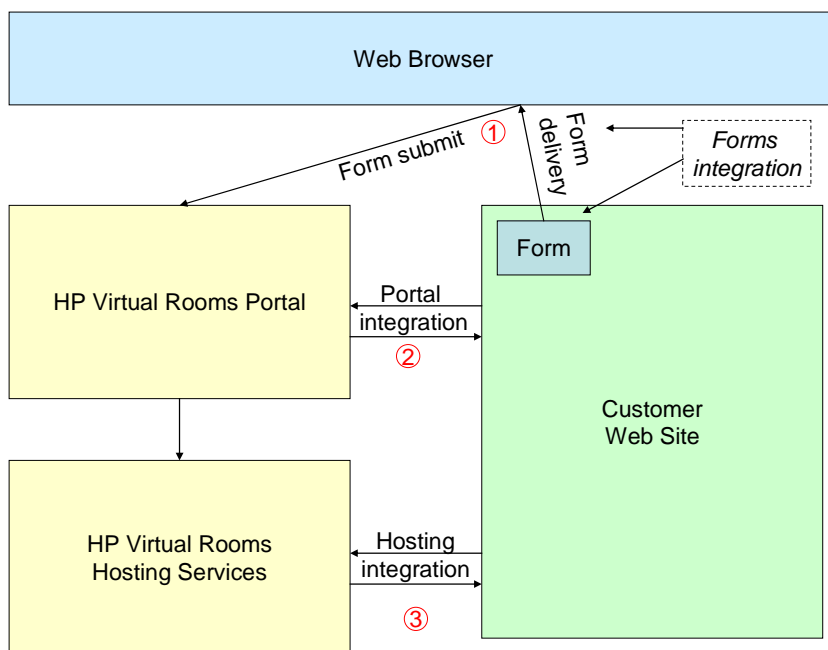 Web Browser
①
Form submit
Form
delivery
Forms
integration
Form
HP Virtual Rooms Portal
Portal
integration
②
Customer
Web Site
HP Virtual Rooms
Hosting Services
Hosting
integration
③